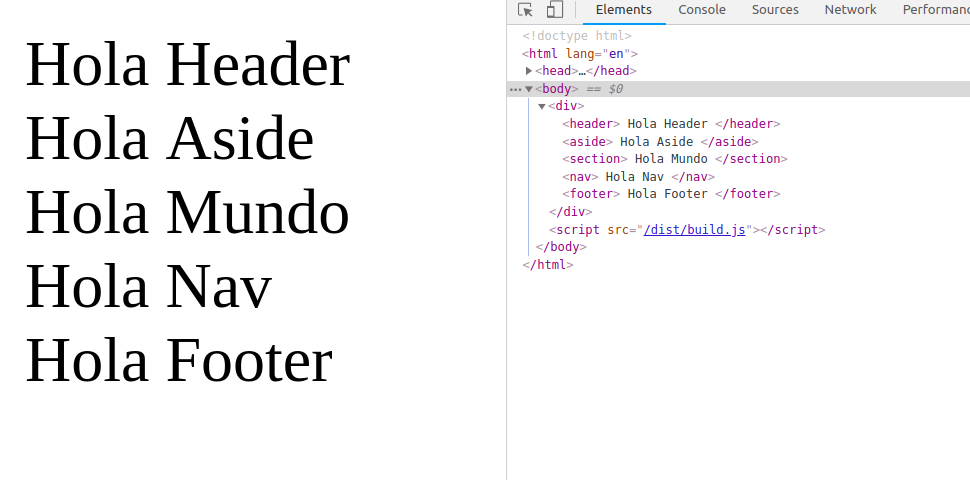 Hola Header
Hola Aside
Hola Mundo
Hola Nav
Hola Footer
Elements Console Sources Network
<!doctype html>
<html lang="en">
<head>…</head>
<body> == $0
<div>
<header> Hola Header </header>
<aside> Hola Aside </aside>
<section> Hola Mundo </section>
<nav> Hola Nav </nav>
<footer> Hola Footer </footer>
</div>
<script src="/dist/build.js"></script>
</body>
</html>